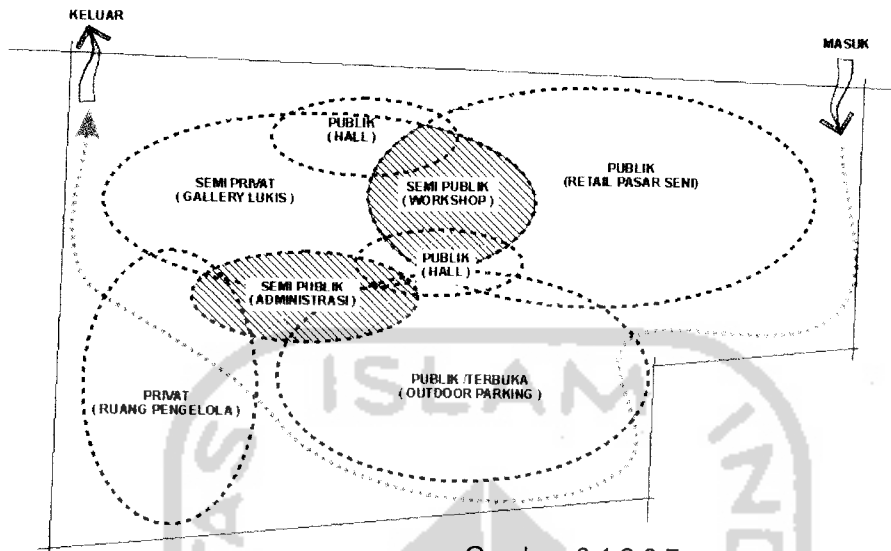 KELUAR
MASUK
PUBLIK
(HALL)
SEMI PRIVAT
(GALLERY LUKIS)
SEMI PUBLIK
(WORKSHOP)
PUBLIK
(RETAIL PASAR SENI)
PUBLIK
(HALL)
SEMI PUBLIK
(ADMINISTRASI)
PRIVAT
(RUANG PENGELOLA)
PUBLIK /TERBUKA
(OUTDOOR PARKING)
ISLAM